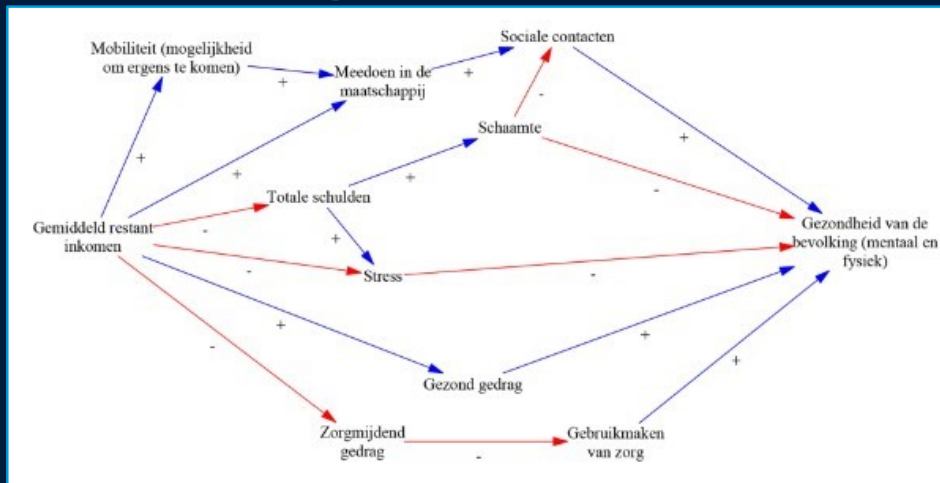 Mobiliteit (mogelijkheid
om ergens te komen)
Sociale contacten
Meedoen in de
maatschappij
Schaamte
Totale schulden
Gemiddeld restant
inkomen
Gezondheid van de
bevolking (mentaal en
fysiek)
Stress
Gezond gedrag
Zorgmijdend
gedrag
Gebruikmaken
van zorg
+
+
+
-
+
+
+
-
-
+
-
-
-
+
+
+
-
-